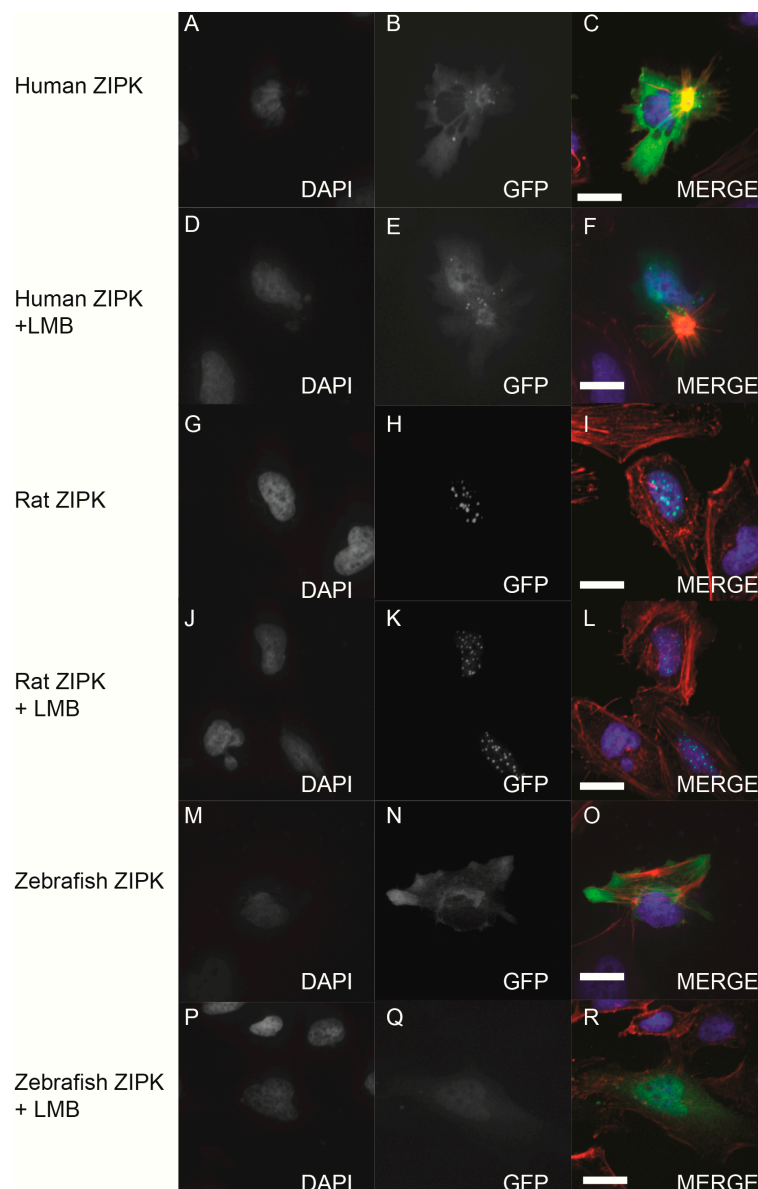 A
B
C
Human ZIPK
DAPI
GFP
MERGE
D
E
F
Human ZIPK
+LMB
DAPI
GFP
MERGE
G
H
I
Rat ZIPK
DAPI
GFP
MERGE
J
K
L
Rat ZIPK
+ LMB
DAPI
GFP
MERGE
M
N
O
Zebrafish ZIPK
DAPI
GFP
MERGE
P
Q
R
Zebrafish ZIPK
+ LMB
DAPI
GFP
MERGE